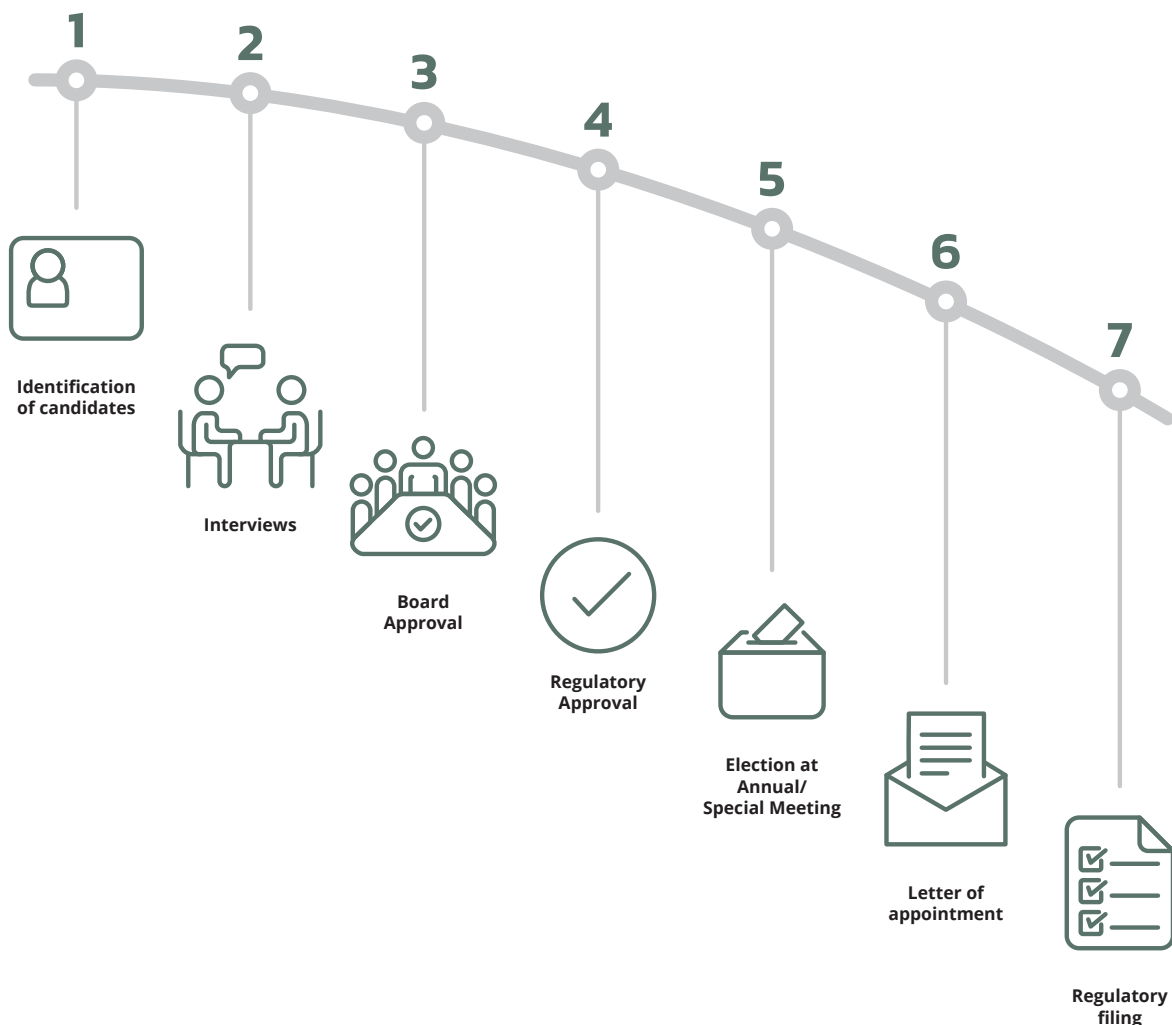 1
Identification
of candidates
2
Interviews
3
Board
Approval
4
Regulatory
Approval
5
Election at
Annual/
Special Meeting
6
Letter of
appointment
7
Regulatory
filing